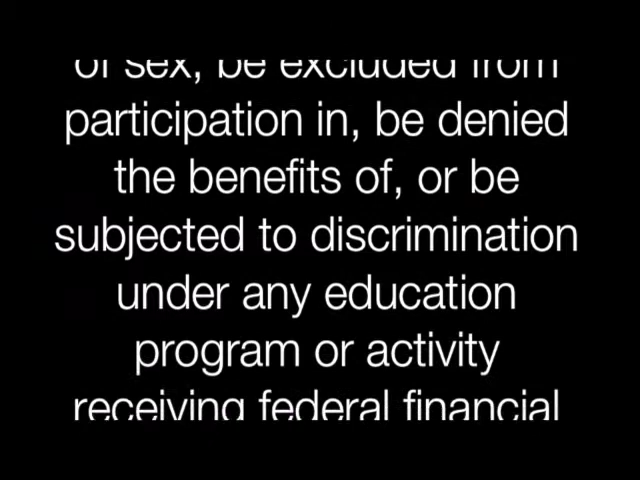 of sex, be excluded from
participation in, be denied
the benefits of, or be
subjected to discrimination
under any education
program or activity
receiving federal financial